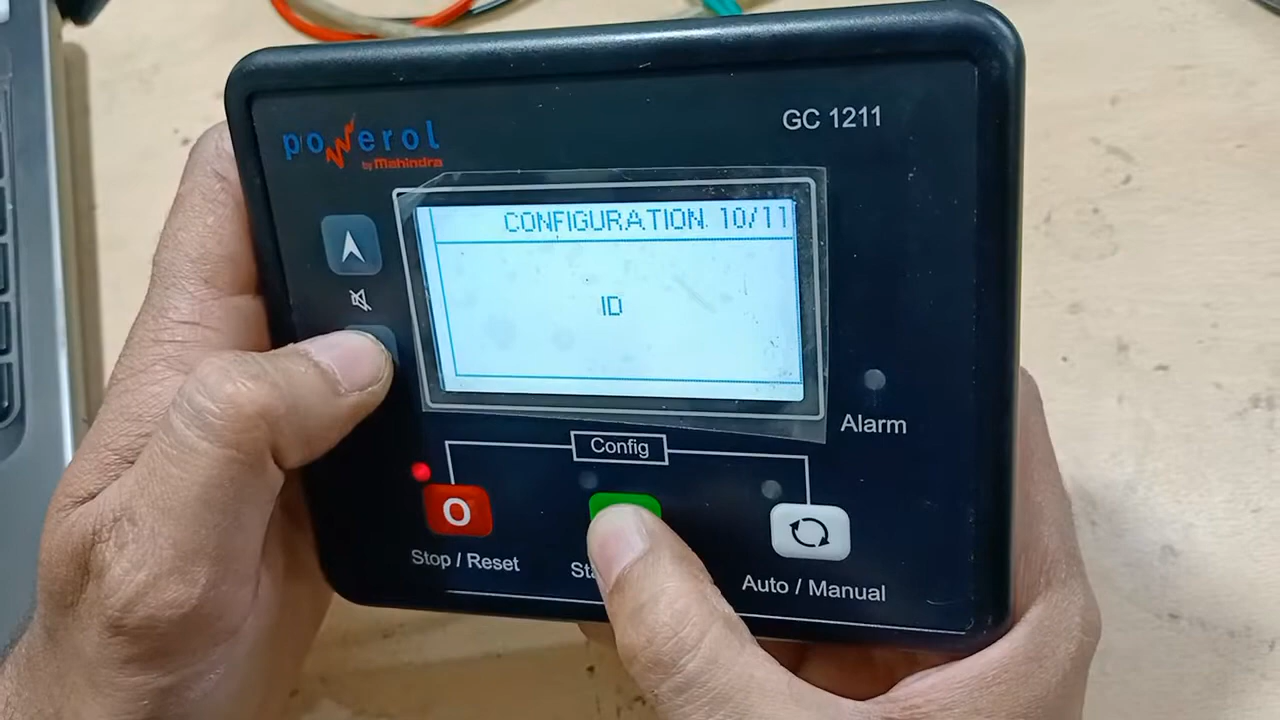 powerol
by Mahindra
GC 1211
CONFIGURATION 10/11
ID
Alarm
Config
O
Stop / Reset
Auto / Manual